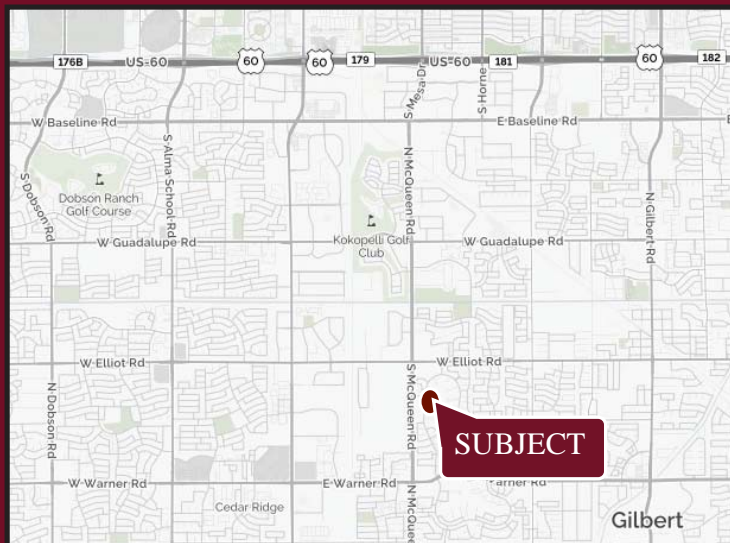 176B
US-60
60
60
179
US-60
181
60
182
S Mesa Dr
S Horne
W Baseline Rd
E Baseline Rd
E
S Dobson Rd
S Alma School Rd
N McQueen Rd
N Gilbert Rd
Dobson Ranch
Golf Course
W Guadalupe Rd
Kokopelli Golf
Club
W Guadalupe Rd
W Elliot Rd
W Elliot Rd
N Dobson Rd
S McQueen Rd
SUBJECT
W Warner Rd
E Warner Rd
Cedar Ridge
Gilbert